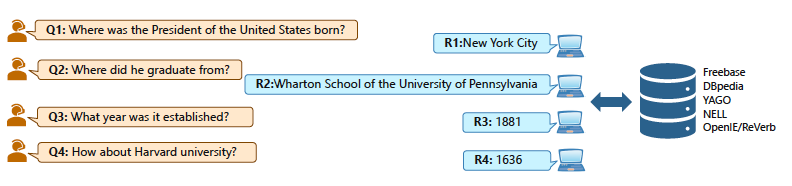 Q1: Where was the President of the United States born?
R1:New York City
Q2: Where did he graduate from?
R2:Wharton School of the University of Pennsylvania
Q3: What year was it established?
R3: 1881
Q4: How about Harvard university?
R4: 1636
Freebase
DBpedia
YAGO
NELL
OpenIE/ReVerb